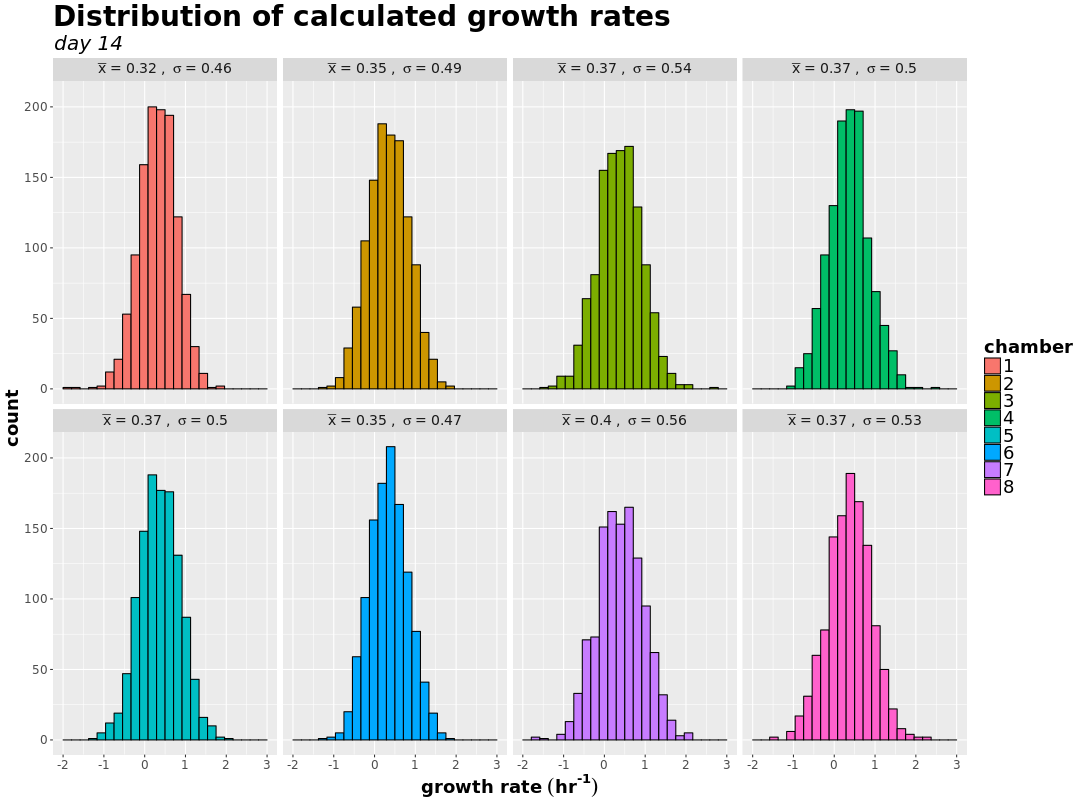 Distribution of calculated growth rates
day 14
x̅ = 0.32 , σ = 0.46
x̅ = 0.35 , σ = 0.49
x̅ = 0.37 , σ = 0.54
x̅ = 0.37 , σ = 0.5
200
150
100
50
0
x̅ = 0.37 , σ = 0.5
x̅ = 0.35 , σ = 0.47
x̅ = 0.4 , σ = 0.56
x̅ = 0.37 , σ = 0.53
200
150
100
50
0
-2 -1 0 1 2 3
-2 -1 0 1 2 3
-2 -1 0 1 2 3
-2 -1 0 1 2 3
growth rate (hr⁻¹)
count
chamber
1
2
3
4
5
6
7
8